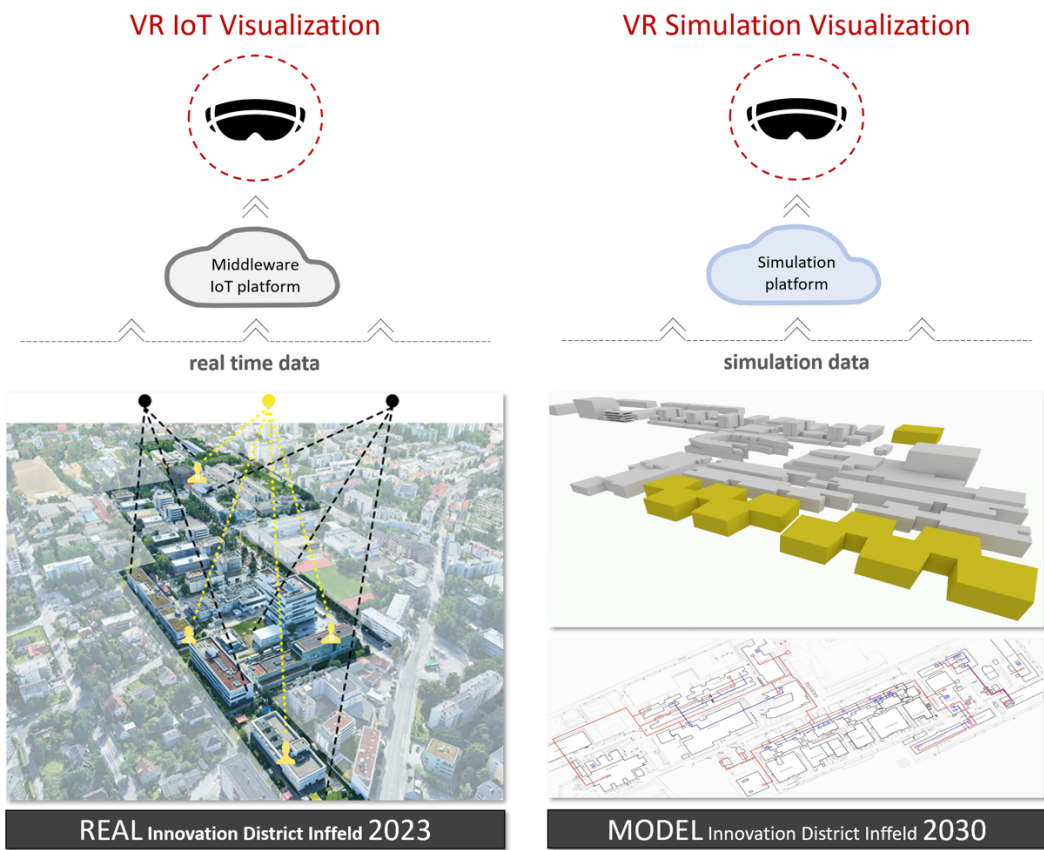 VR IoT Visualization
Middleware
IoT platform
real time data
REAL Innovation District Inffeld 2023
VR Simulation Visualization
Simulation
platform
simulation data
MODEL Innovation District Inffeld 2030